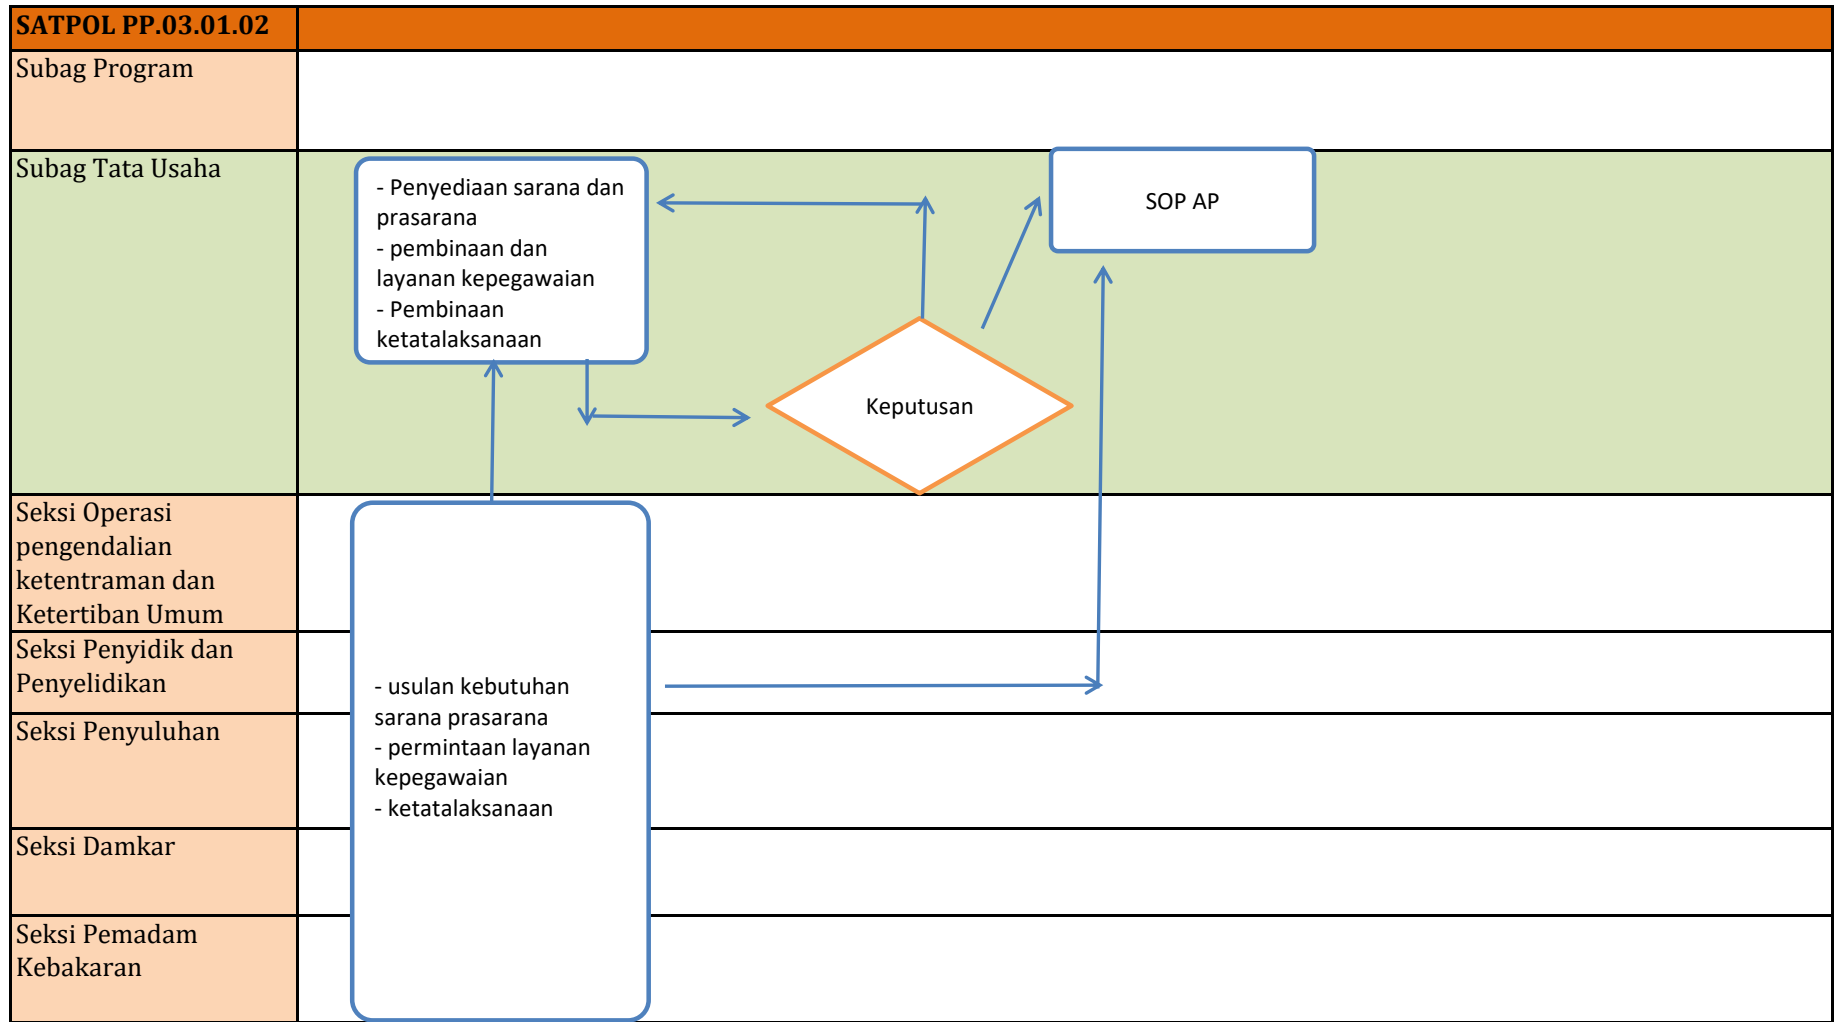 SATPOL PP.03.01.02
Subag Program
Subag Tata Usaha
- Penyediaan sarana dan
prasarana
- pembinaan dan
layanan kepegawaian
- Pembinaan
ketatalaksanaan
SOP AP
Keputusan
Seksi Operasi
pengendalian
ketentraman dan
Ketertiban Umum
Seksi Penyidik dan
Penyelidikan
- usulan kebutuhan
sarana prasarana
- permintaan layanan
kepegawaian
- ketatalaksanaan
Seksi Penyuluhan
Seksi Damkar
Seksi Pemadam
Kebakaran